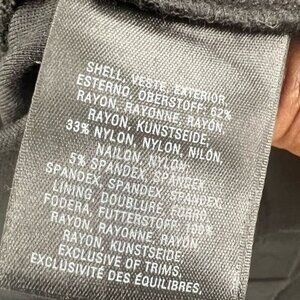 SHELL, VESTE, EXTERIOR,
ESTERNO, OBERSTOFF: 62%
RAYON, RAYONNE, RAYON,
RAYON, KUNSTSEIDE,
33% NYLON, NYLON, NILÓN,
NAILON, NYLON,
5% SPANDEX, SPANDEX,
SPANDEX, SPANDEX, SPANDEX
LINING, DOUBLURE, FORRO,
FODERA, FUTTERSTOFF: 100%
RAYON, RAYONNE, RAYON,
RAYON, KUNSTSEIDE,
EXCLUSIVE OF TRIMS,
EXCLUSIVITÉ DES ÉQUILIBRES,